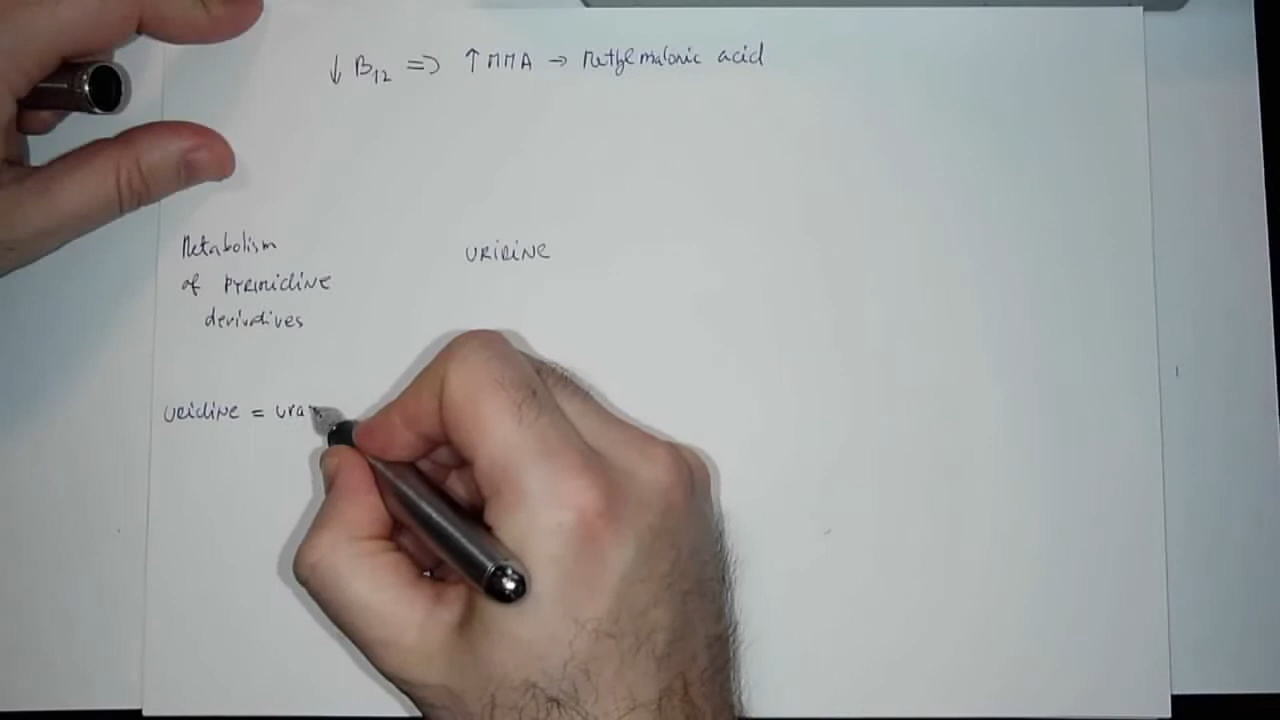 ↓ B12 => ↑ MMA → Methylmalonic acid
Metabolism
of PYRIMIDINE
derivatives
URIDINE
URIDINE = ura